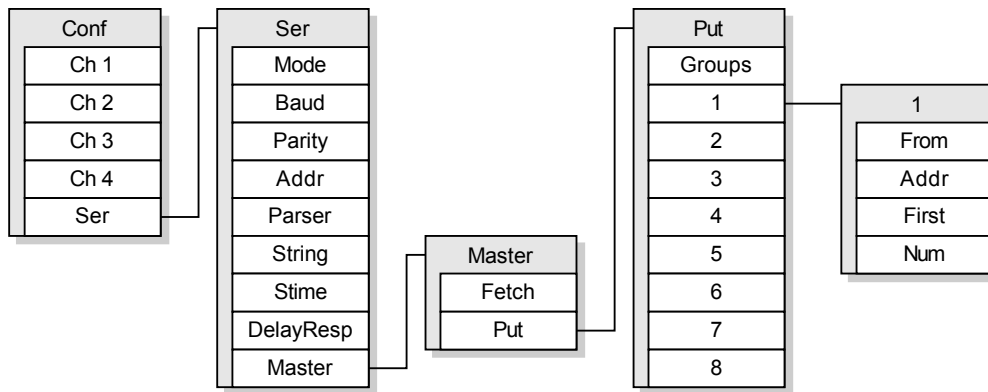 Conf
Ch 1
Ch 2
Ch 3
Ch 4
Ser
Ser
Mode
Baud
Parity
Addr
Parser
String
Stime
DelayResp
Master
Master
Fetch
Put
Put
Groups
1
2
3
4
5
6
7
8
1
From
Addr
First
Num